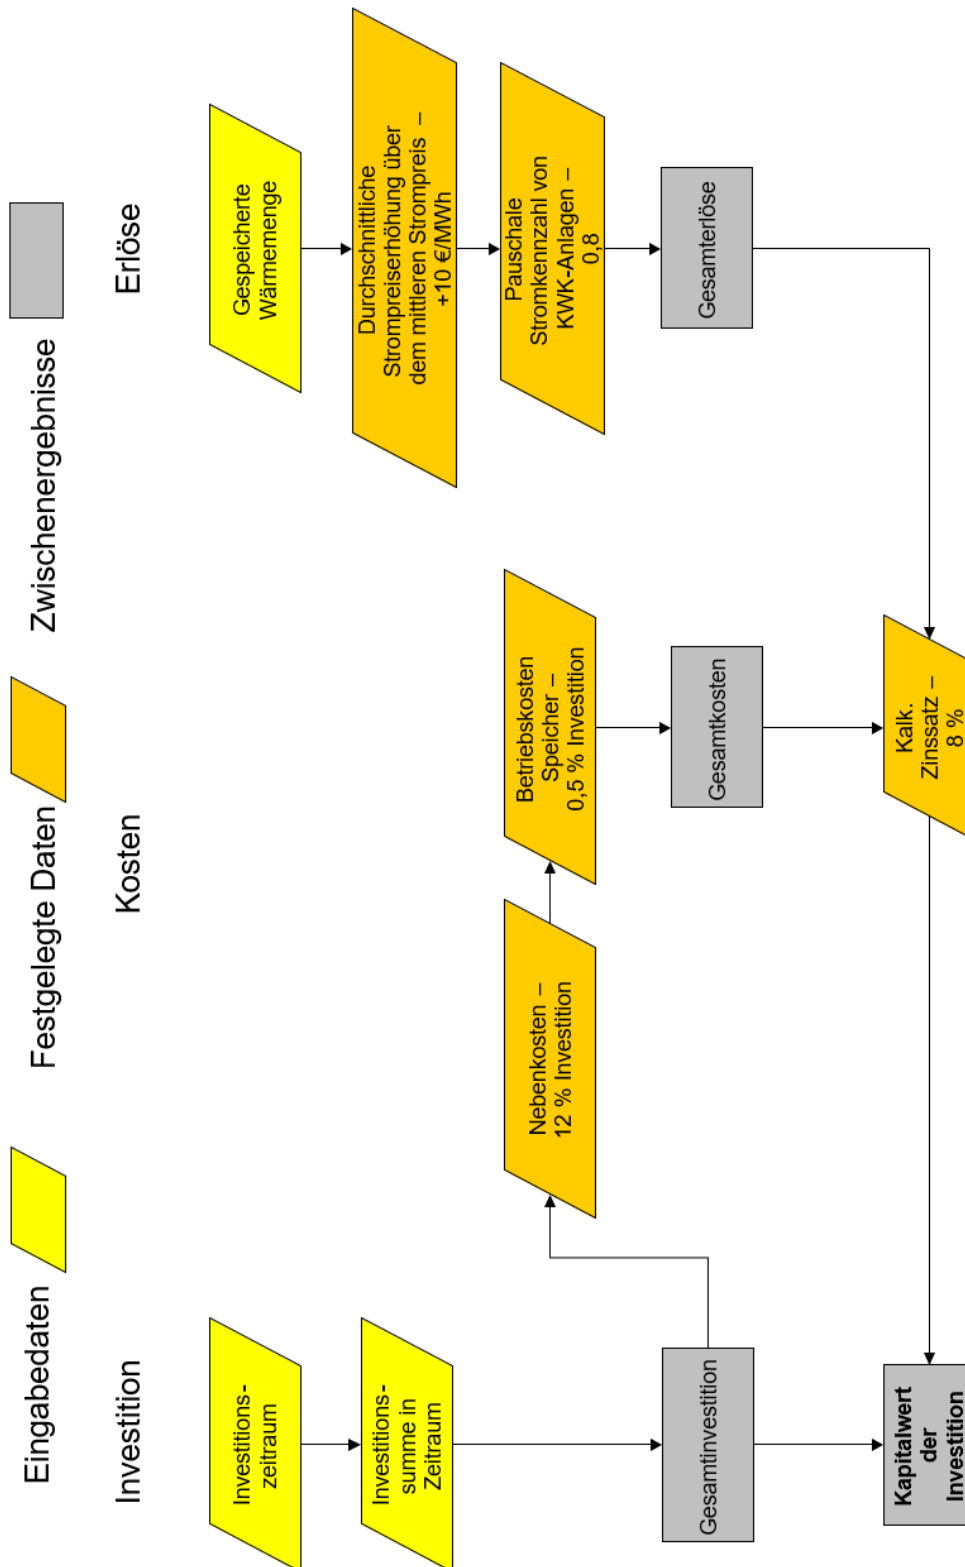 Eingabedaten
Festgelegte Daten
Zwischenergebnisse
Investition
Kosten
Erlöse
Investitions-
zeitraum
Investitions-
summe in
Zeitraum
Gesamtinvestition
Kapitalwert
der
Investition
Nebenkosten –
12 % Investition
Betriebskosten
Speicher –
0,5 % Investition
Gesamtkosten
Kalk.
Zinssatz –
8 %
Gespeicherte
Wärmemenge
Durchschnittliche
Strompreiserhöhung über
dem mittleren Strompreis –
+10 €/MWh
Pauschale
Stromkennzahl von
KWK-Anlagen –
0,8
Gesamterlöse